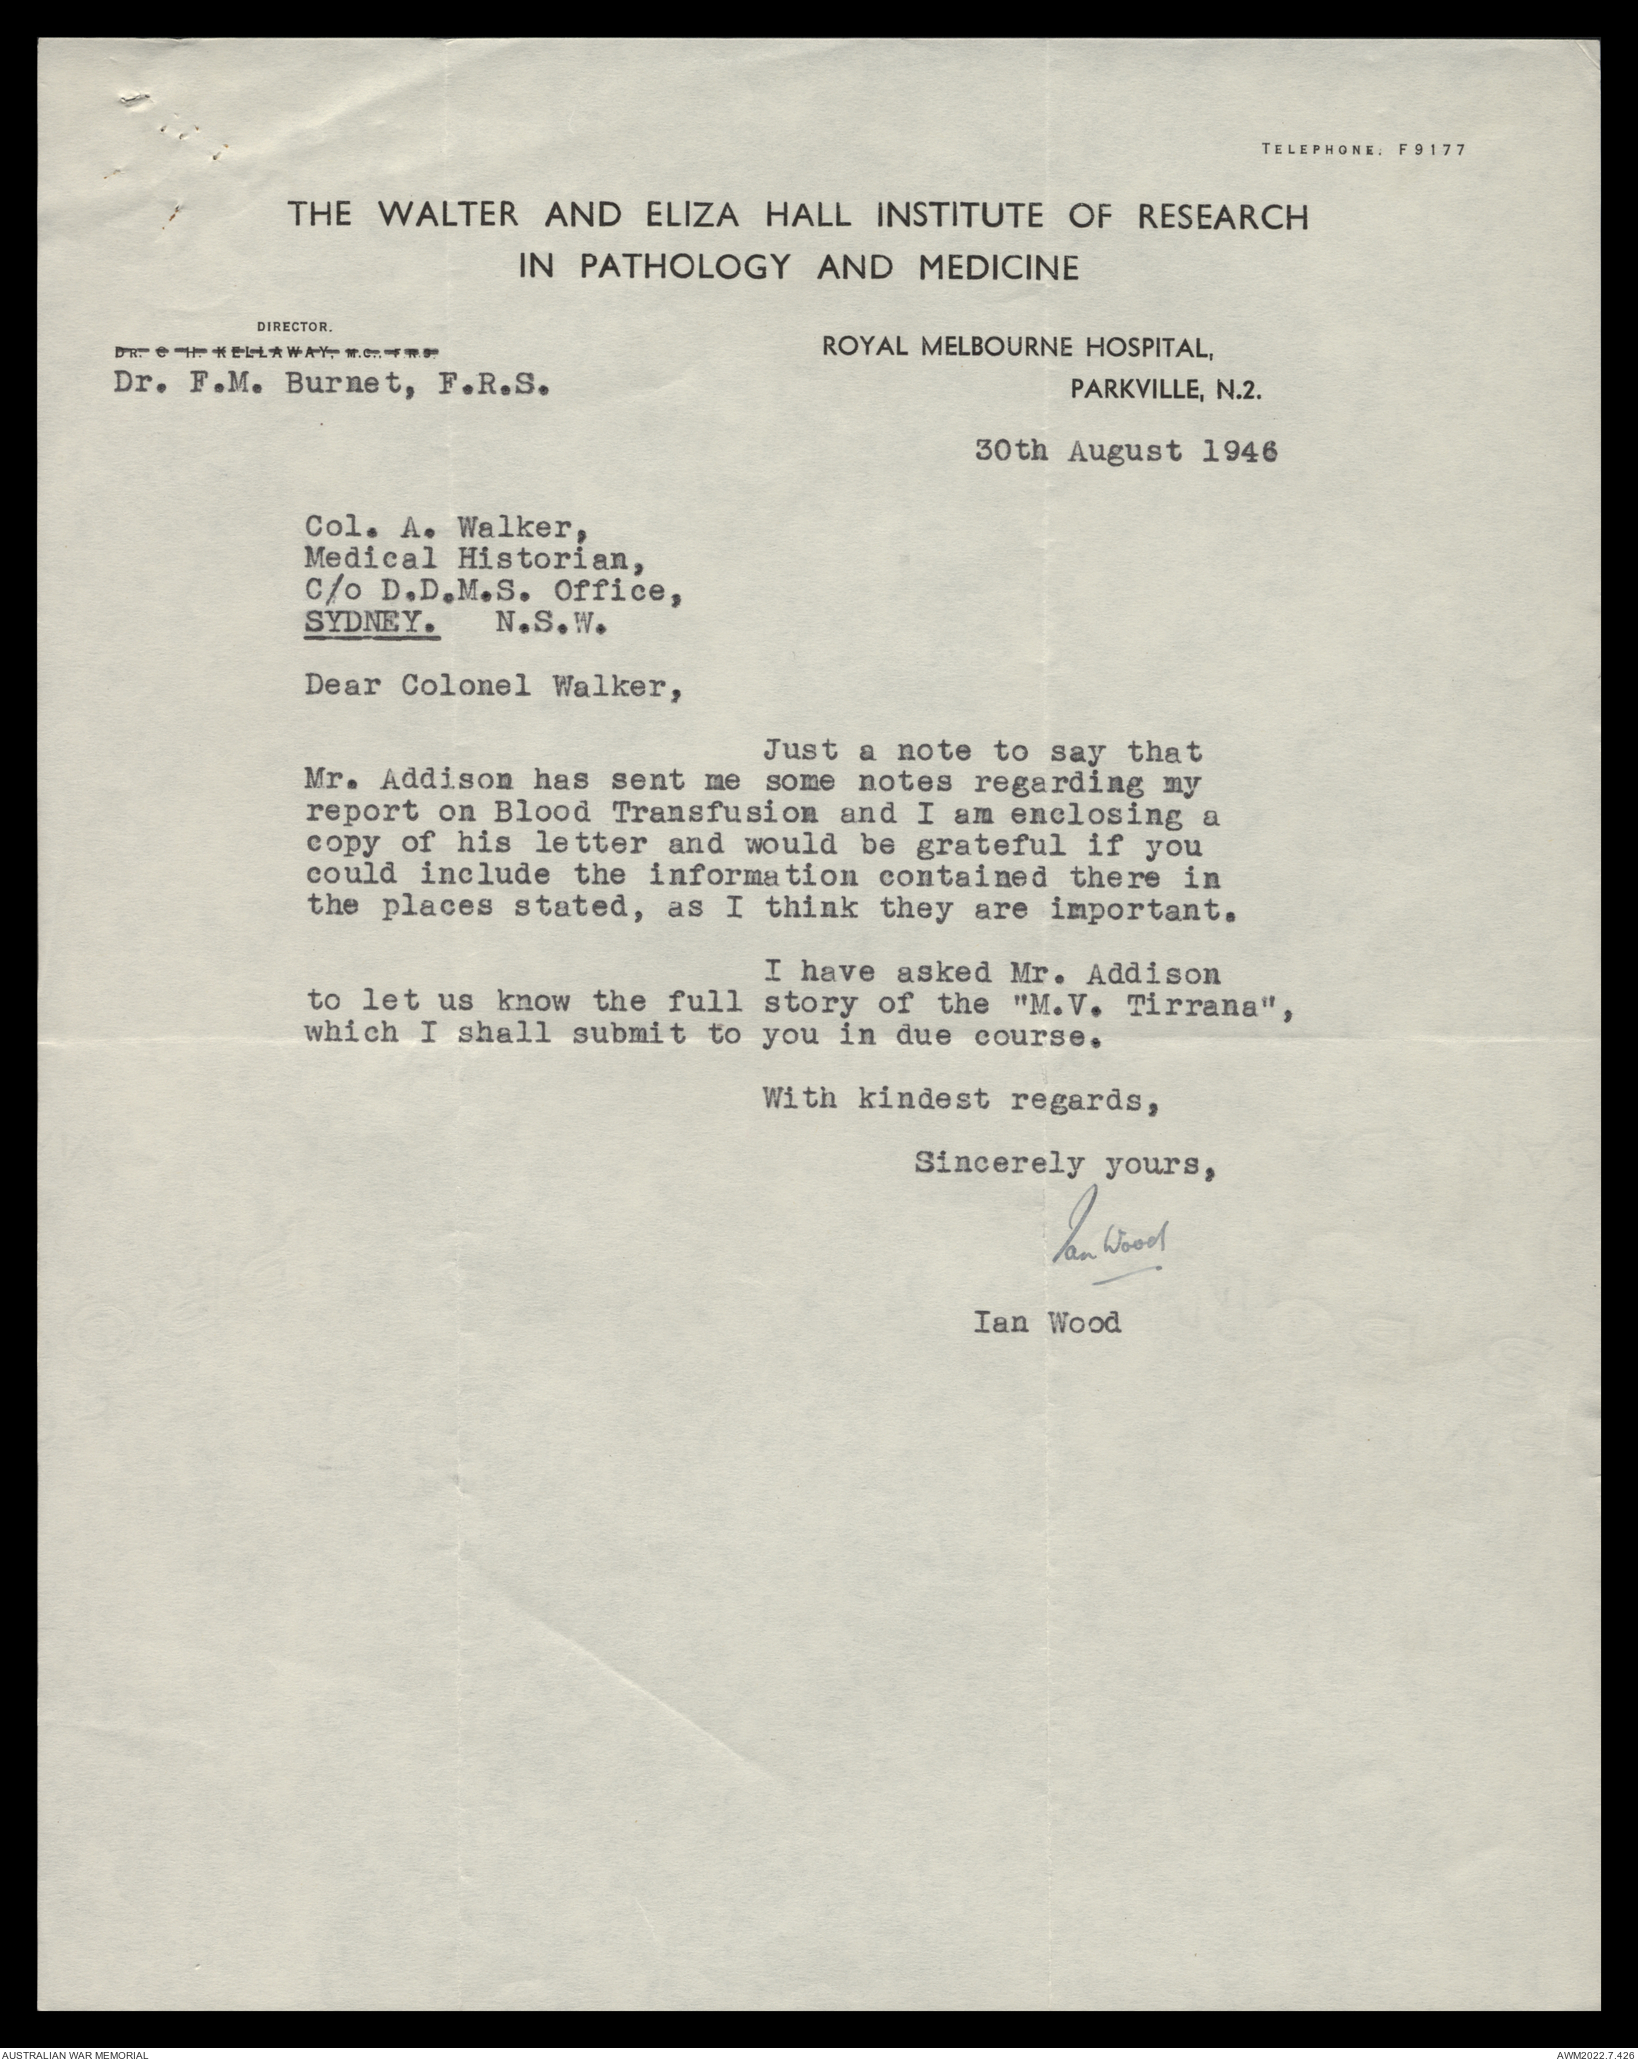 TELEPHONE: F9177
THE WALTER AND ELIZA HALL INSTITUTE OF RESEARCH
IN PATHOLOGY AND MEDICINE
DIRECTOR.
DR. C. H. KELLAWAY, M.C., F.R.S.
Dr. F.M. Burnet, F.R.S.
ROYAL MELBOURNE HOSPITAL,
PARKVILLE, N.2.
30th August 1946
Col. A. Walker,
Medical Historian,
C/o D.D.M.S. Office,
SYDNEY. N.S.W.
Dear Colonel Walker,
Just a note to say that
Mr. Addison has sent me some notes regarding my
report on Blood Transfusion and I am enclosing a
copy of his letter and would be grateful if you
could include the information contained there in
the places stated, as I think they are important.
I have asked Mr. Addison
to let us know the full story of the "M.V. Tirrana",
which I shall submit to you in due course.
With kindest regards,
Sincerely yours,
Ian Wood
Ian Wood
AUSTRALIAN WAR MEMORIAL
AWM2022.7.426